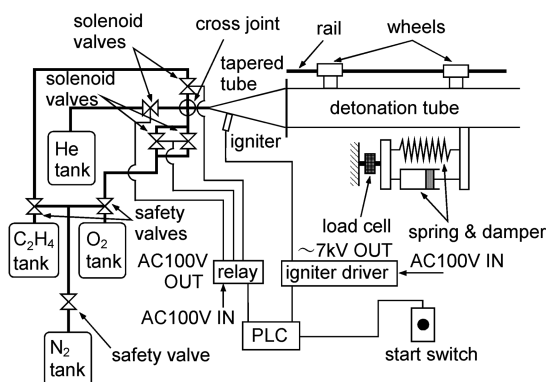 solenoid
valves
cross joint
rail
wheels
solenoid
valves
tapered
tube
detonation tube
igniter
He
tank
load cell
spring & damper
safety
valves
C₂H₄
tank
O₂
tank
AC100V
OUT
relay
～7kV OUT
igniter driver
AC100V IN
AC100V IN
PLC
start switch
safety valve
N₂
tank